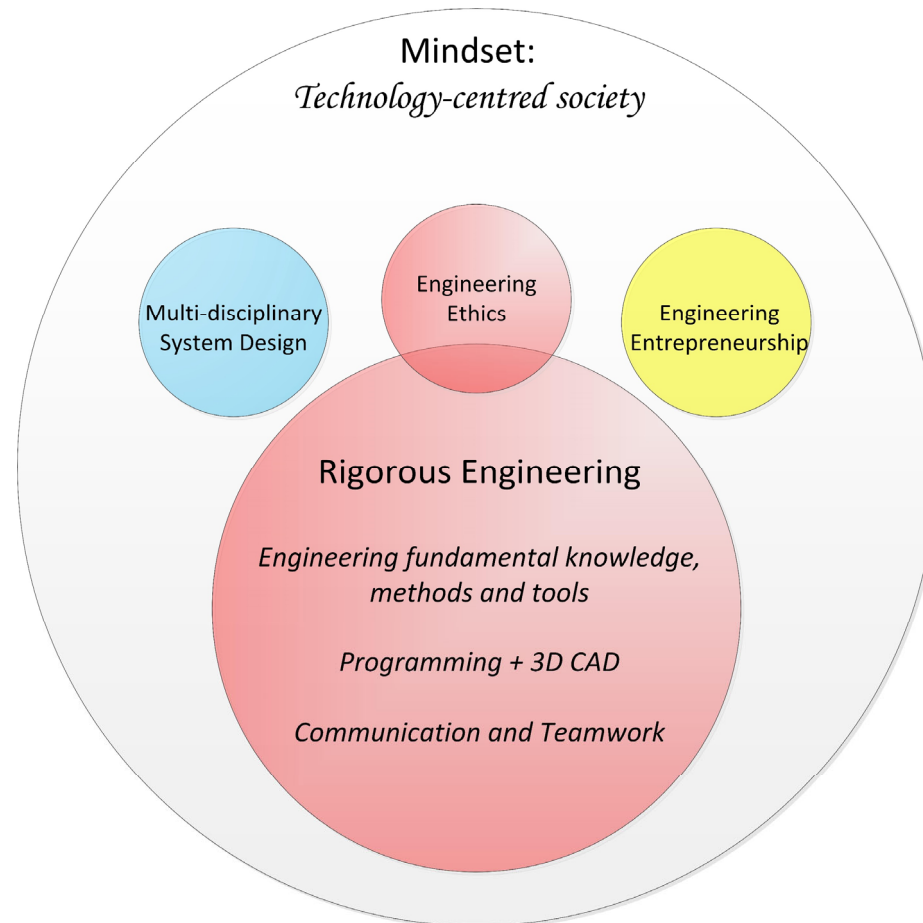 Mindset:
Technology-centred society
Engineering
Ethics
Multi-disciplinary
System Design
Engineering
Entrepreneurship
Rigorous Engineering
Engineering fundamental knowledge,
methods and tools
Programming + 3D CAD
Communication and Teamwork